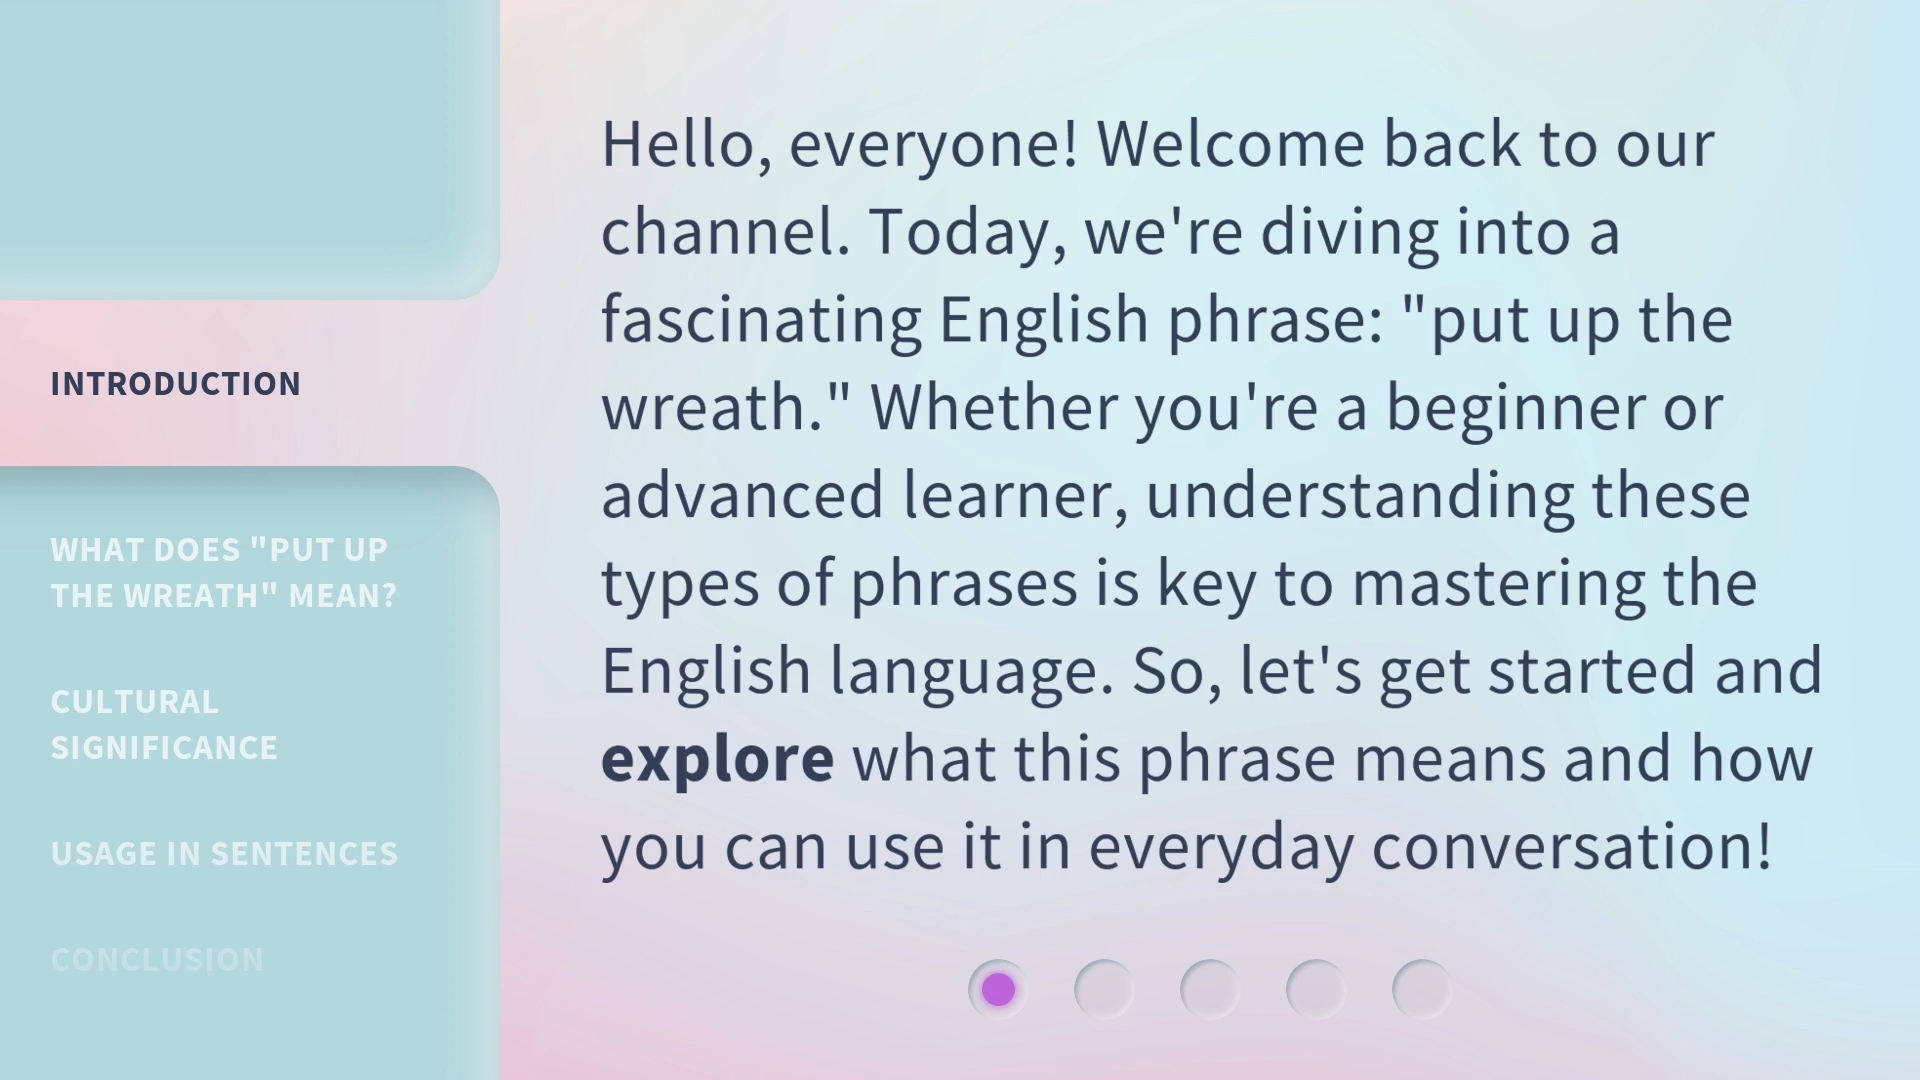 INTRODUCTION
WHAT DOES "PUT UP
THE WREATH" MEAN?
CULTURAL
SIGNIFICANCE
USAGE IN SENTENCES
CONCLUSION
Hello, everyone! Welcome back to our
channel. Today, we're diving into a
fascinating English phrase: "put up the
wreath." Whether you're a beginner or
advanced learner, understanding these
types of phrases is key to mastering the
English language. So, let's get started and
explore what this phrase means and how
you can use it in everyday conversation!